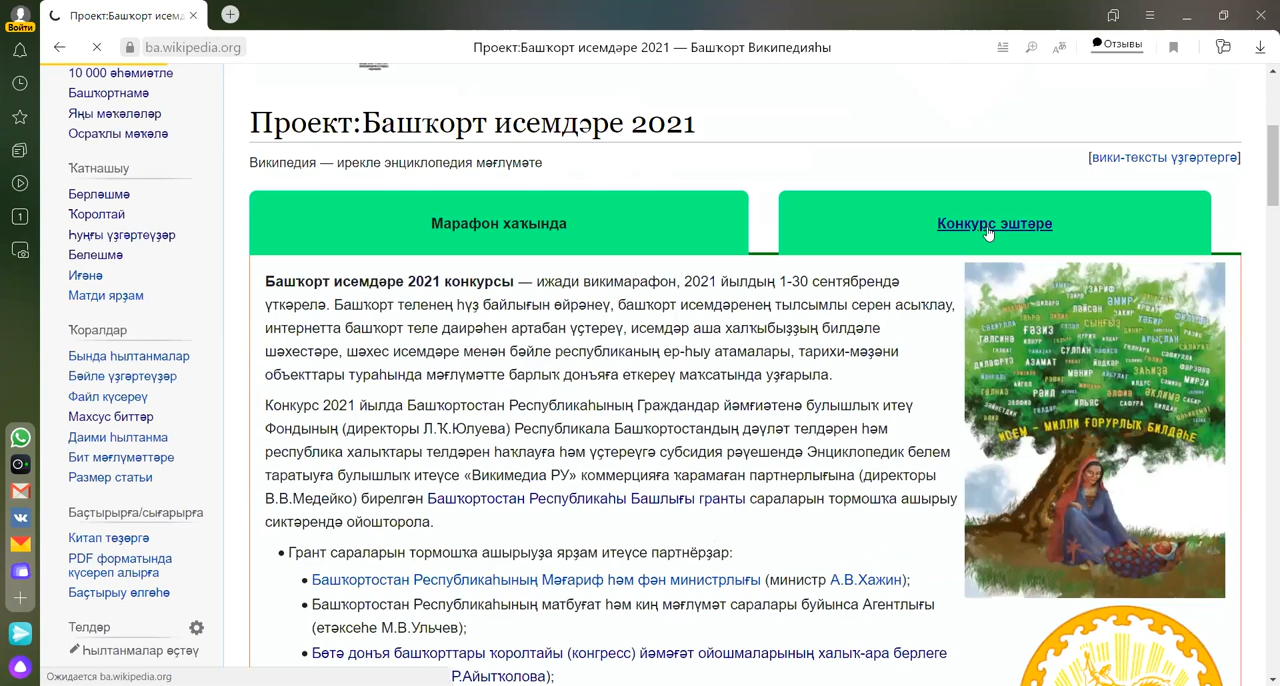 Проект:Башҡорт исемд
Войти
ba.wikipedia.org
Проект:Башҡорт исемдәре 2021 — Башҡорт Википедияһы
Отзывы
10 000 әһәмиәтле
Башҡортнамә
Яңы мәҡәләләр
Осраҡлы мәҡәлә
Ҡатнашыу
Берләшмә
Ҡоролтай
Һуңғы үҙгәртеүҙәр
Белешмә
Иғәнә
Матди ярҙам
Ҡоралдар
Бында һылтанмалар
Бәйле үҙгәртеүҙәр
Файл күсереү
Махсус биттәр
Даими һылтанма
Бит мәғлүмәттәре
Размер статьи
Баҫтырырға/сығарырға
Китап төҙөргә
PDF форматында
күсереп алырға
Баҫтырыу өлгөһө
Телдәр
Һылтанмалар өҫтәү
Проект:Башҡорт исемдәре 2021
Википедия — ирекле энциклопедия мәғлүмәте
[вики-тексты үҙгәртергә]
Марафон хаҡында
Конкурс эштәре
Башҡорт исемдәре 2021 конкурсы — ижади викимарафон, 2021 йылдың 1-30 сентябрендә
үткәрелә. Башҡорт теленең һүҙ байлығын өйрәнеү, башҡорт исемдәренең тылсымлы серен асыҡлау,
интернетта башҡорт теле даирәһен артабан үҫтереү, исемдәр аша халҡыбыҙҙың билдәле
шәхестәре, шәхес исемдәре менән бәйле республиканың ер-һыу атамалары, тарихи-мәҙәни
объекттары тураһында мәғлүмәтте барлыҡ донъяға еткереү маҡсатында уҙғарыла.
Конкурс 2021 йылда Башҡортостан Республикаһының Граждандар йәмғиәтенә булышлыҡ итеү
Фондының (директоры Л.Ҡ.Юлуева) Республикала Башҡортостандың дәүләт телдәрен һәм
республика халыҡтары телдәрен һаҡлауға һәм үҫтереүгә субсидия рәүешендә Энциклопедик белем
таратыуға булышлыҡ итеүсе «Викимедиа РУ» коммерцияға ҡарамаған партнерлығына (директоры
В.В.Медейко) бирелгән Башҡортостан Республикаһы Башлығы гранты сараларын тормошҡа ашырыу
сиктәрендә ойошторола.
• Грант сараларын тормошҡа ашырыуҙа ярҙам итеүсе партнёрҙар:
• Башҡортостан Республикаһының Мәғариф һәм фән министрлығы (министр А.В.Хажин);
• Башҡортостан Республикаһының матбуғат һәм киң мәғлүмәт саралары буйынса Агентлығы
(етәксеһе М.В.Ульчев);
• Бөтә донъя башҡорттары ҡоролтайы (конгресс) йәмәғәт ойошмаларының халыҡ-ара берлеге
Р.Айытҡолова);
ИСЕМ - МИЛЛИ ҒОРУРЛЫҠ БИЛДӘҺЕ
Ожидается ba.wikipedia.org